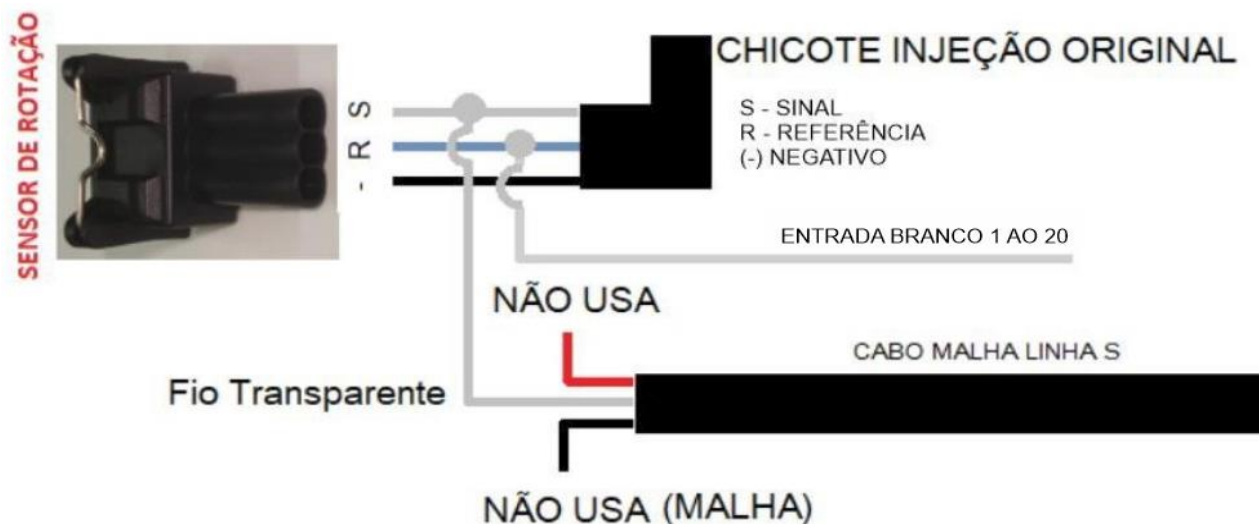 SENSOR DE ROTAÇÃO
S
R
-
CHICOTE INJEÇÃO ORIGINAL
S - SINAL
R - REFERÊNCIA
(-) NEGATIVO
ENTRADA BRANCO 1 AO 20
NÃO USA
CABO MALHA LINHA S
Fio Transparente
NÃO USA (MALHA)